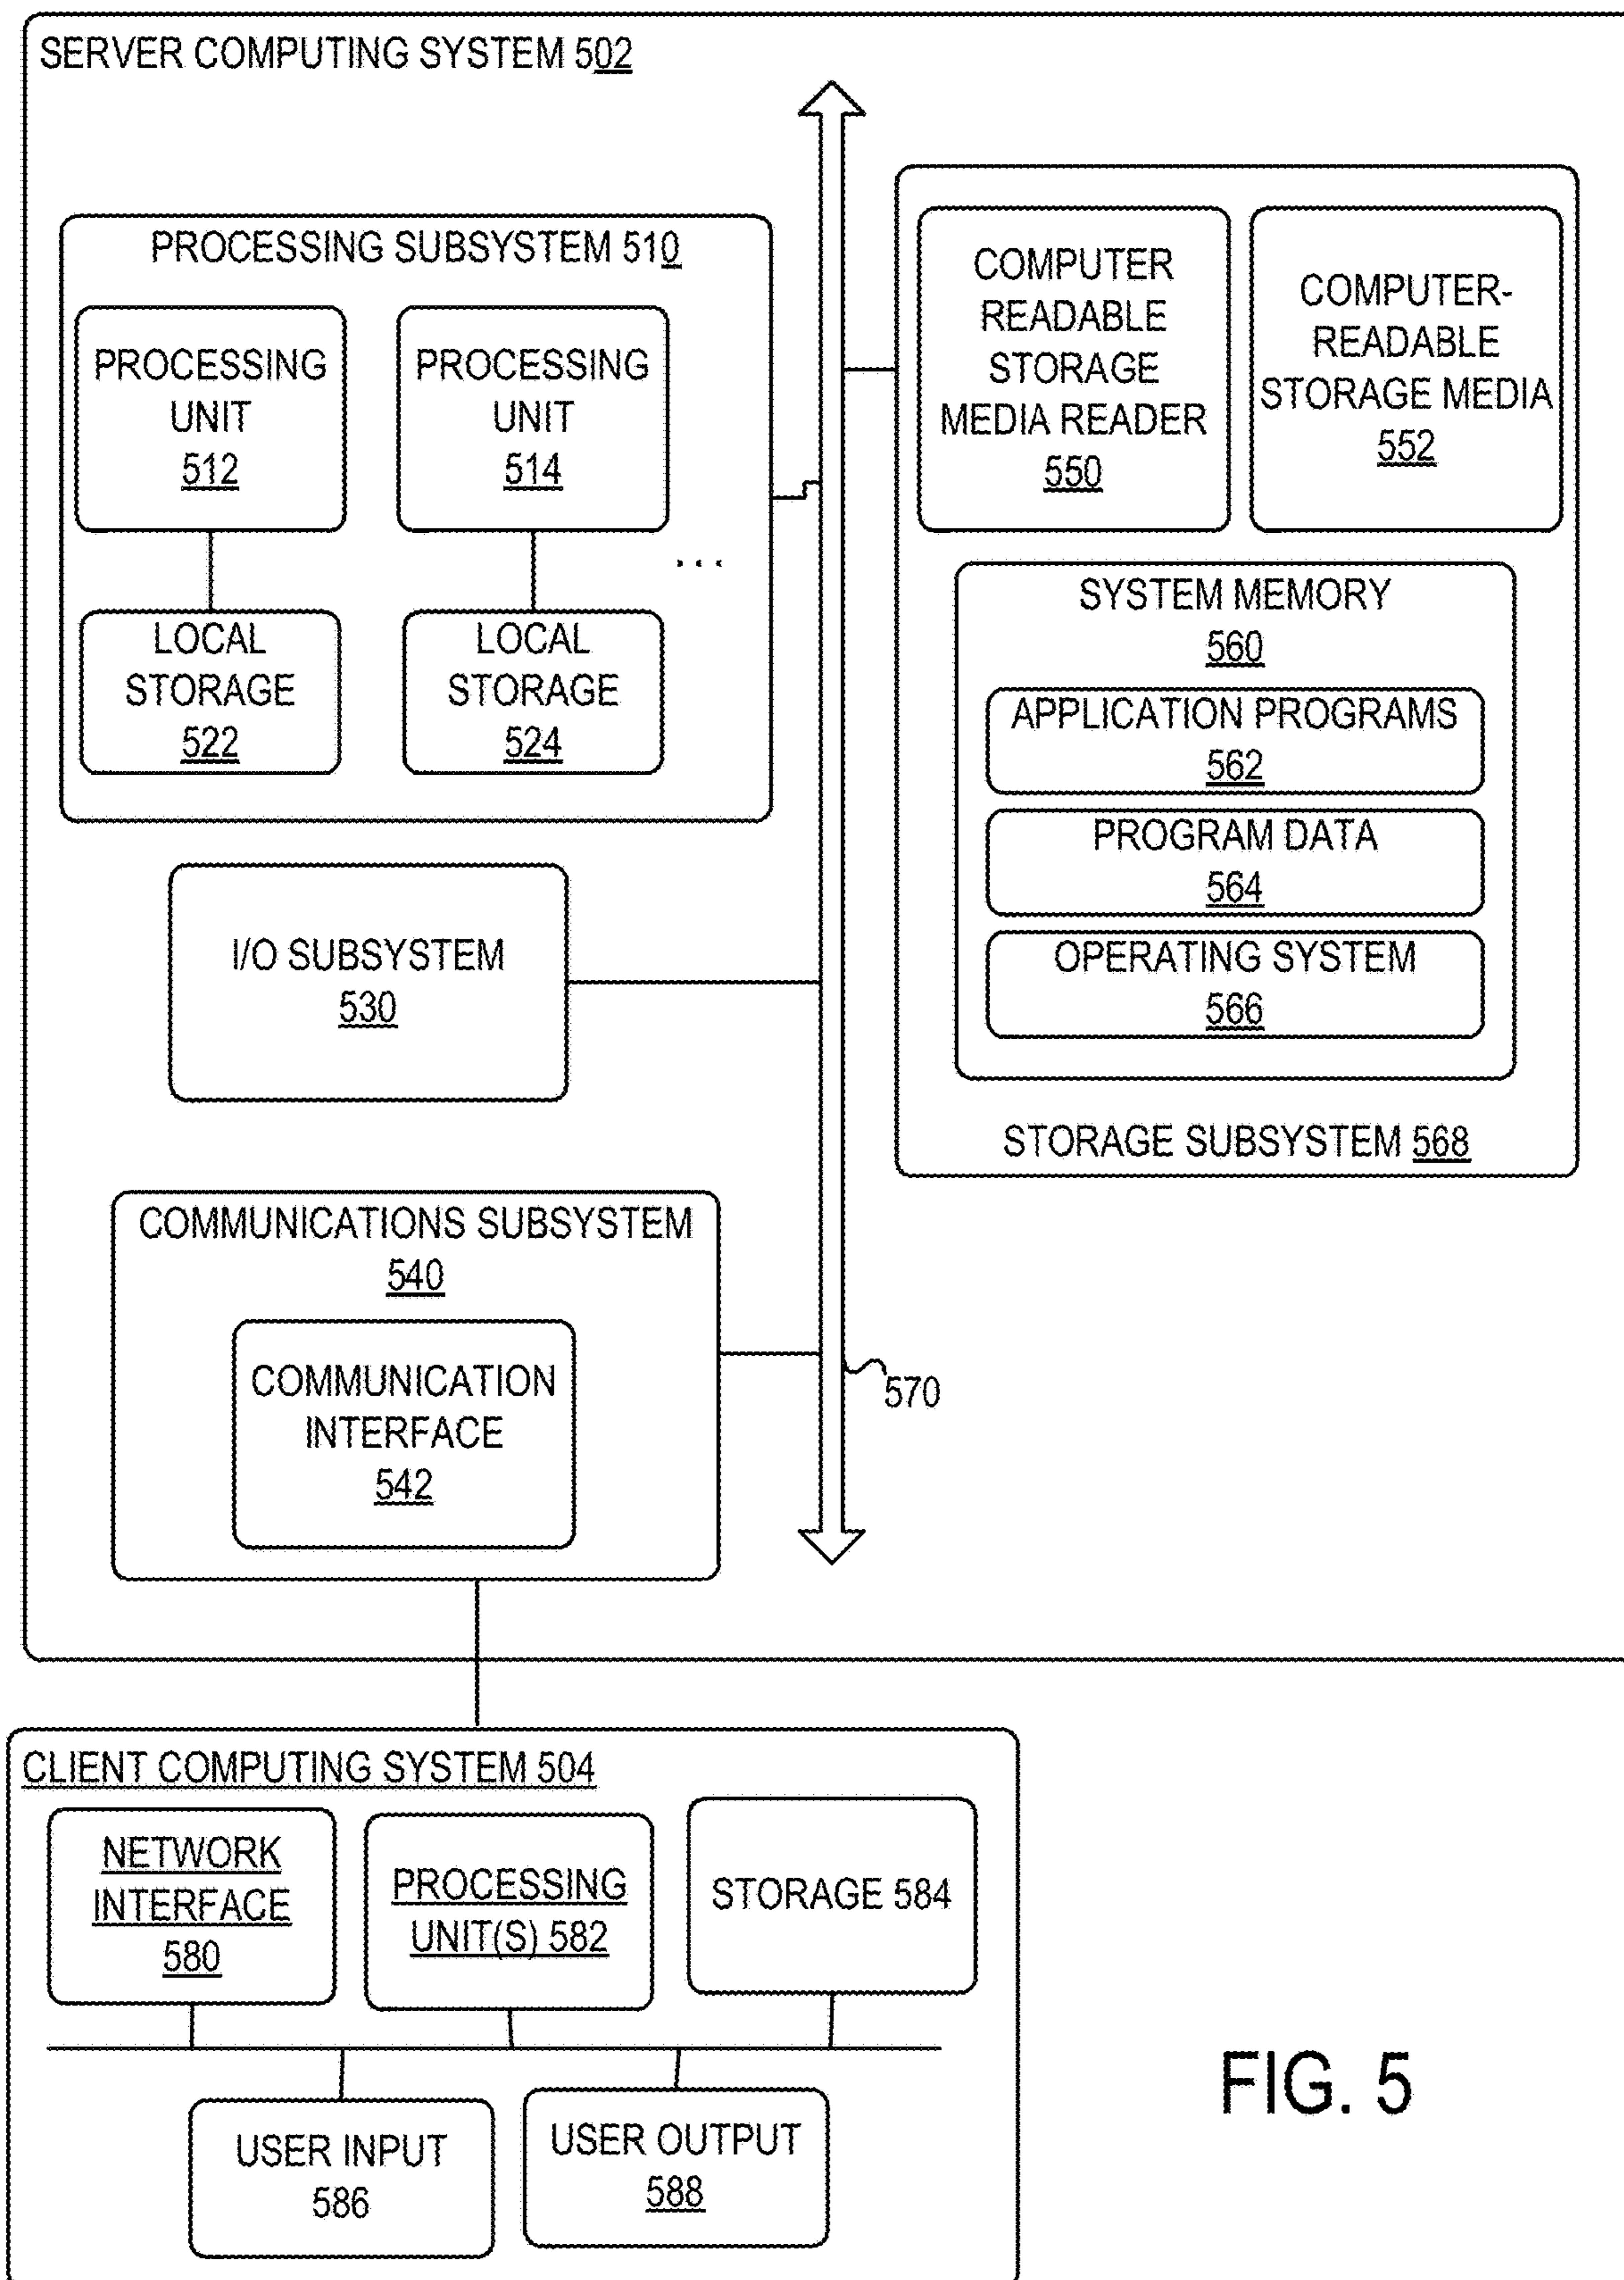 SERVER COMPUTING SYSTEM 502
PROCESSING SUBSYSTEM 510
PROCESSING
UNIT
512
PROCESSING
UNIT
514
...
LOCAL
STORAGE
522
LOCAL
STORAGE
524
I/O SUBSYSTEM
530
COMMUNICATIONS SUBSYSTEM
540
COMMUNICATION
INTERFACE
542
570
COMPUTER
READABLE
STORAGE
MEDIA READER
550
COMPUTER-
READABLE
STORAGE MEDIA
552
SYSTEM MEMORY
560
APPLICATION PROGRAMS
562
PROGRAM DATA
564
OPERATING SYSTEM
566
STORAGE SUBSYSTEM 568
CLIENT COMPUTING SYSTEM 504
NETWORK
INTERFACE
580
PROCESSING
UNIT(S) 582
STORAGE 584
USER INPUT
586
USER OUTPUT
588
FIG. 5